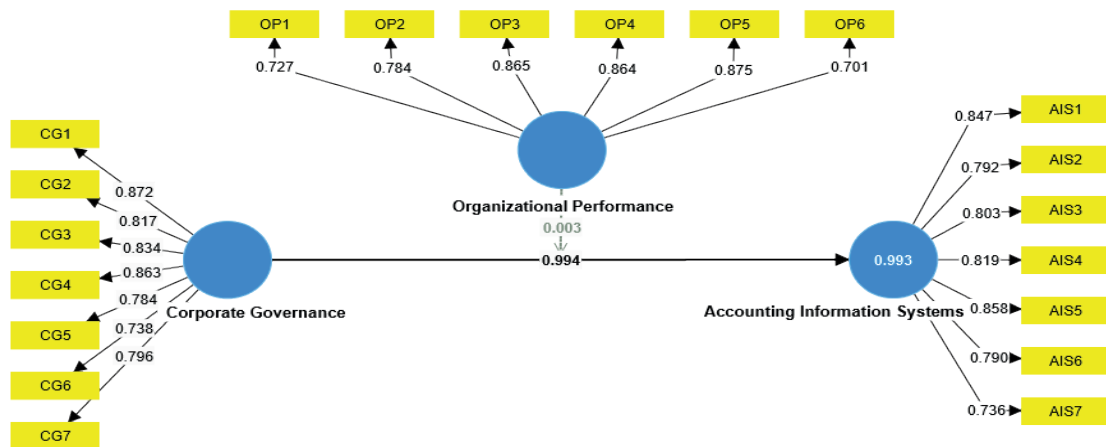 OP1 OP2 OP3 OP4 OP5 OP6
0.727 0.784 0.865 0.864 0.875 0.701
Organizational Performance
0.003
0.994
CG1
CG2
CG3
CG4
CG5
CG6
CG7
0.872
0.817
0.834
0.863
0.784
0.738
0.796
Corporate Governance
0.993
Accounting Information Systems
0.847
0.792
0.803
0.819
0.858
0.790
0.736
AIS1
AIS2
AIS3
AIS4
AIS5
AIS6
AIS7